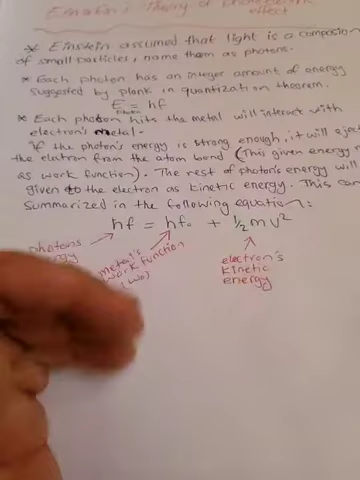 Einstein's Theory of photoelectric
effect
* Einstein assumed that light is a composion
of small particles, name them as photons.
* Each photon has an integer amount of energy
suggested by plank in quantization theorem.
E photon = hf
* Each photon hits the metal will interact with
electron's metal.
If the photon's energy is strong enough, it will eject
the elctron from the atom bond (This given energy
as work function). The rest of photon's energy will
given to the electron as kinetic energy. This can
summarized in the following equation:
hf = hf₀ + 1/2 m v²
photons
energy
metal's
work function
(W₀)
electron's
kinetic
energy